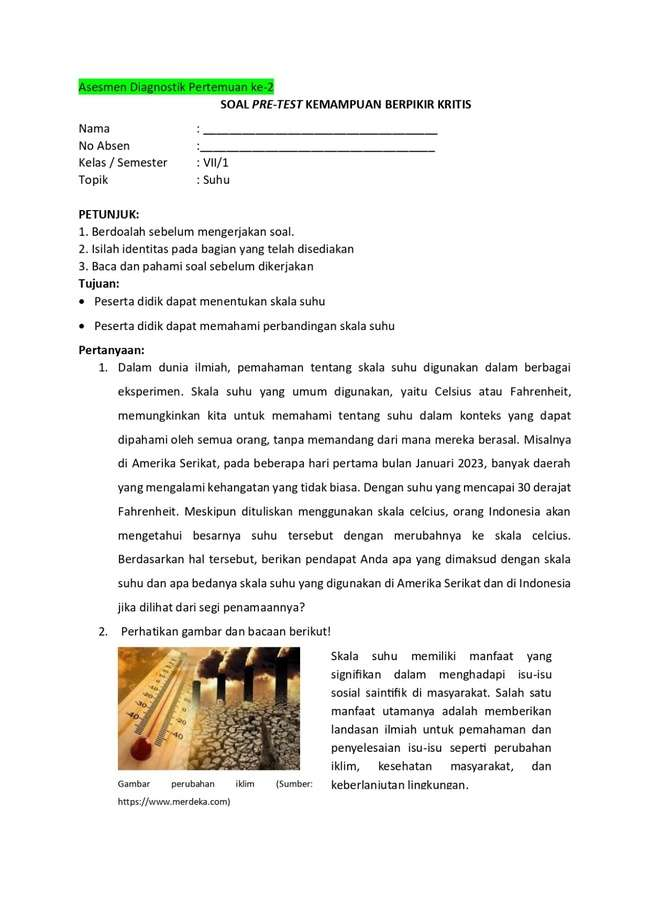 Asesmen Diagnostik Pertemuan ke-2
SOAL PRE-TEST KEMAMPUAN BERPIKIR KRITIS
Nama : ___________________________________
No Absen :___________________________________
Kelas / Semester : VII/1
Topik : Suhu
PETUNJUK:
1. Berdoalah sebelum mengerjakan soal.
2. Isilah identitas pada bagian yang telah disediakan
3. Baca dan pahami soal sebelum dikerjakan
Tujuan:
• Peserta didik dapat menentukan skala suhu
• Peserta didik dapat memahami perbandingan skala suhu
Pertanyaan:
1. Dalam dunia ilmiah, pemahaman tentang skala suhu digunakan dalam berbagai
eksperimen. Skala suhu yang umum digunakan, yaitu Celsius atau Fahrenheit,
memungkinkan kita untuk memahami tentang suhu dalam konteks yang dapat
dipahami oleh semua orang, tanpa memandang dari mana mereka berasal. Misalnya
di Amerika Serikat, pada beberapa hari pertama bulan Januari 2023, banyak daerah
yang mengalami kehangatan yang tidak biasa. Dengan suhu yang mencapai 30 derajat
Fahrenheit. Meskipun dituliskan menggunakan skala celcius, orang Indonesia akan
mengetahui besarnya suhu tersebut dengan merubahnya ke skala celcius.
Berdasarkan hal tersebut, berikan pendapat Anda apa yang dimaksud dengan skala
suhu dan apa bedanya skala suhu yang digunakan di Amerika Serikat dan di Indonesia
jika dilihat dari segi penamaannya?
2. Perhatikan gambar dan bacaan berikut!
Gambar perubahan iklim (Sumber:
https://www.merdeka.com)
Skala suhu memiliki manfaat yang
signifikan dalam menghadapi isu-isu
sosial saintifik di masyarakat. Salah satu
manfaat utamanya adalah memberikan
landasan ilmiah untuk pemahaman dan
penyelesaian isu-isu seperti perubahan
iklim, kesehatan masyarakat, dan
keberlanjutan lingkungan.